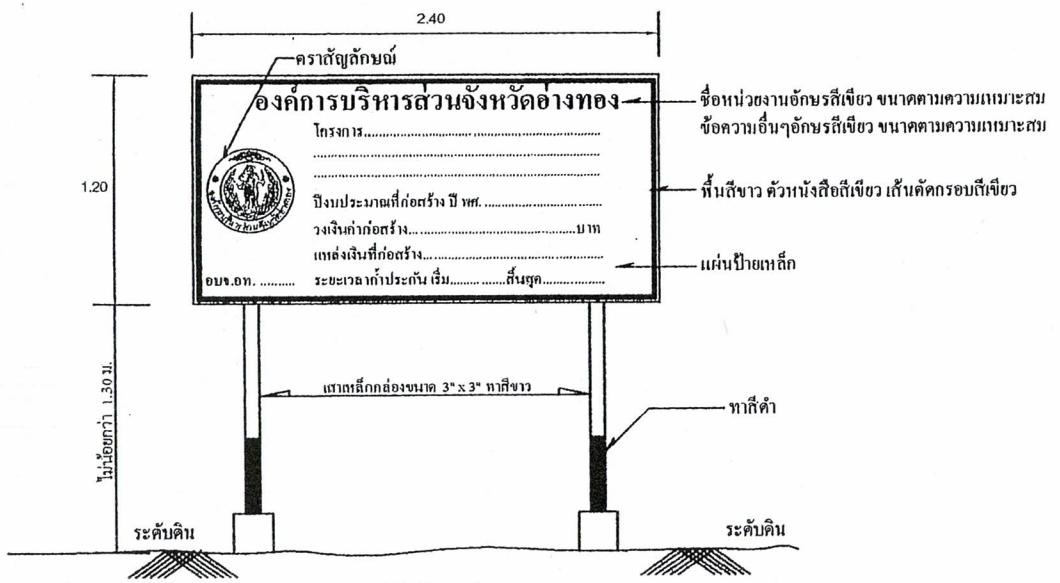 2.40
ตราสัญลักษณ์
องค์การบริหารส่วนจังหวัดอ่างทอง
ชื่อหน่วยงานอักษรสีเขียว ขนาดตามความเหมาะสม
ข้อความอื่นๆอักษรสีเขียว ขนาดตามความเหมาะสม
โครงการ................................................................
................................................................
................................................................
1.20
พื้นสีขาว ตัวหนังสือสีเขียว เส้นคัดกรอบสีเขียว
ปีงบประมาณที่ก่อสร้าง ปี พศ. ..............................
วงเงินค่าก่อสร้าง..............................................บาท
แหล่งเงินที่ก่อสร้าง..............................................
แผ่นป้ายเหล็ก
อบจ.อท. ..........
ระยะเวลาค้ำประกัน เริ่ม..............สิ้นสุด.................
เสาเหล็กกล่องขนาด 3" x 3" ทาสีขาว
ไม่น้อยกว่า 1.30 ม.
ทาสีดำ
ระดับดิน
ระดับดิน